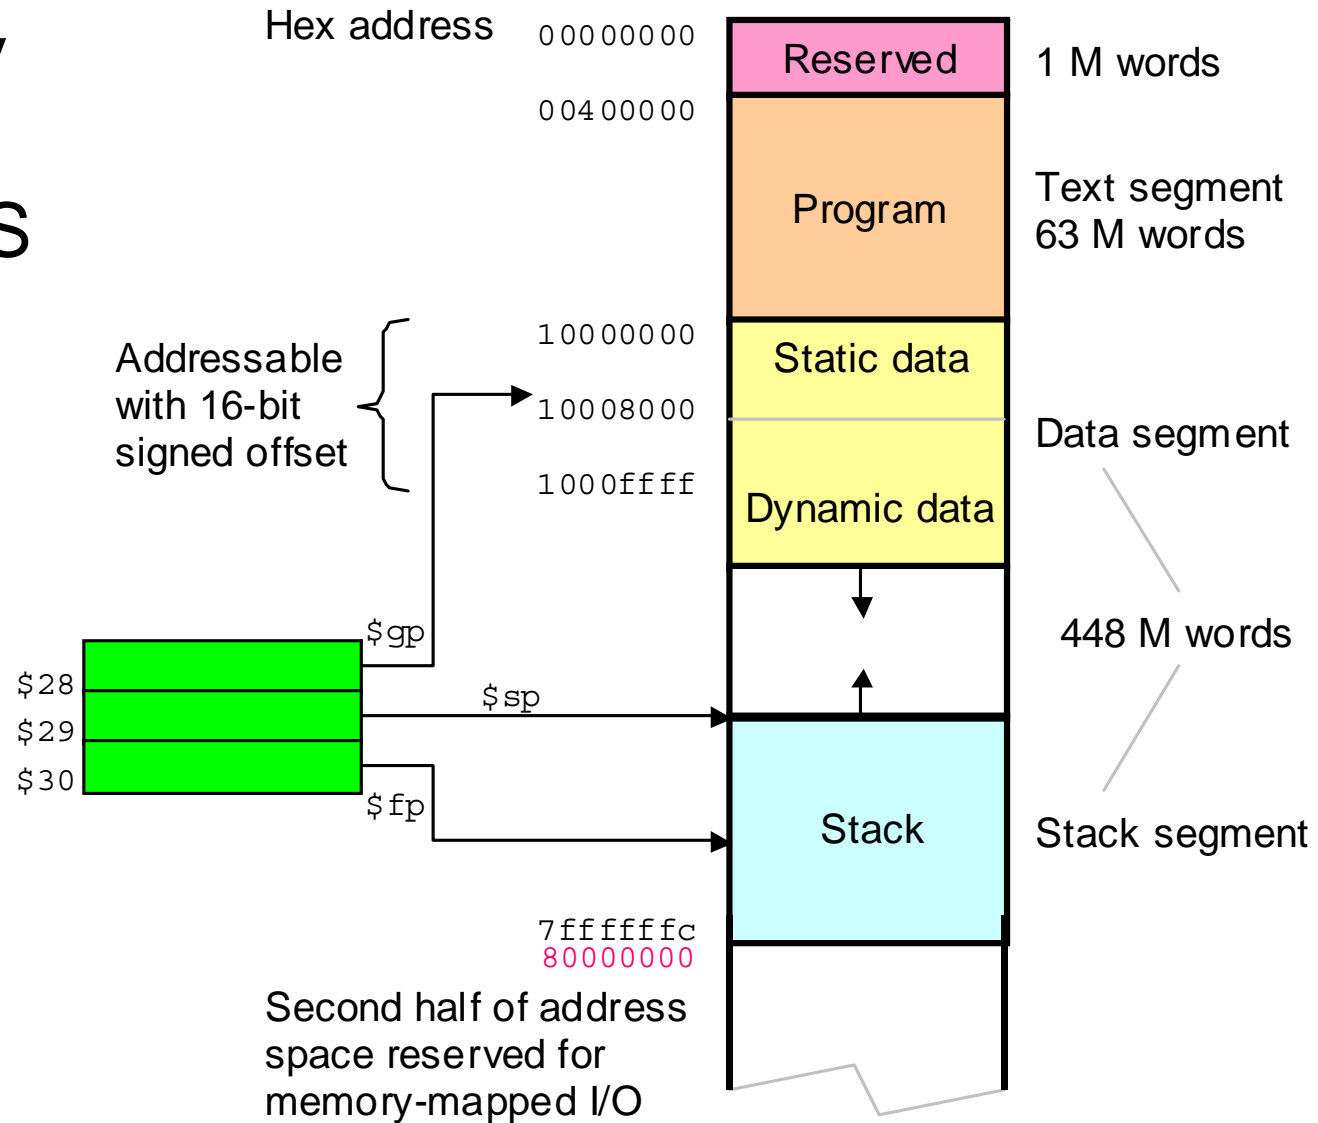 Hex address
00000000
Reserved
1 M words
00400000
Program
Text segment
63 M words
s
Addressable
with 16-bit
signed offset
10000000
Static data
10008000
Data segment
1000ffff
Dynamic data
$gp
448 M words
$28
$sp
$29
$30
$fp
Stack
Stack segment
7ffffffc
80000000
Second half of address
space reserved for
memory-mapped I/O